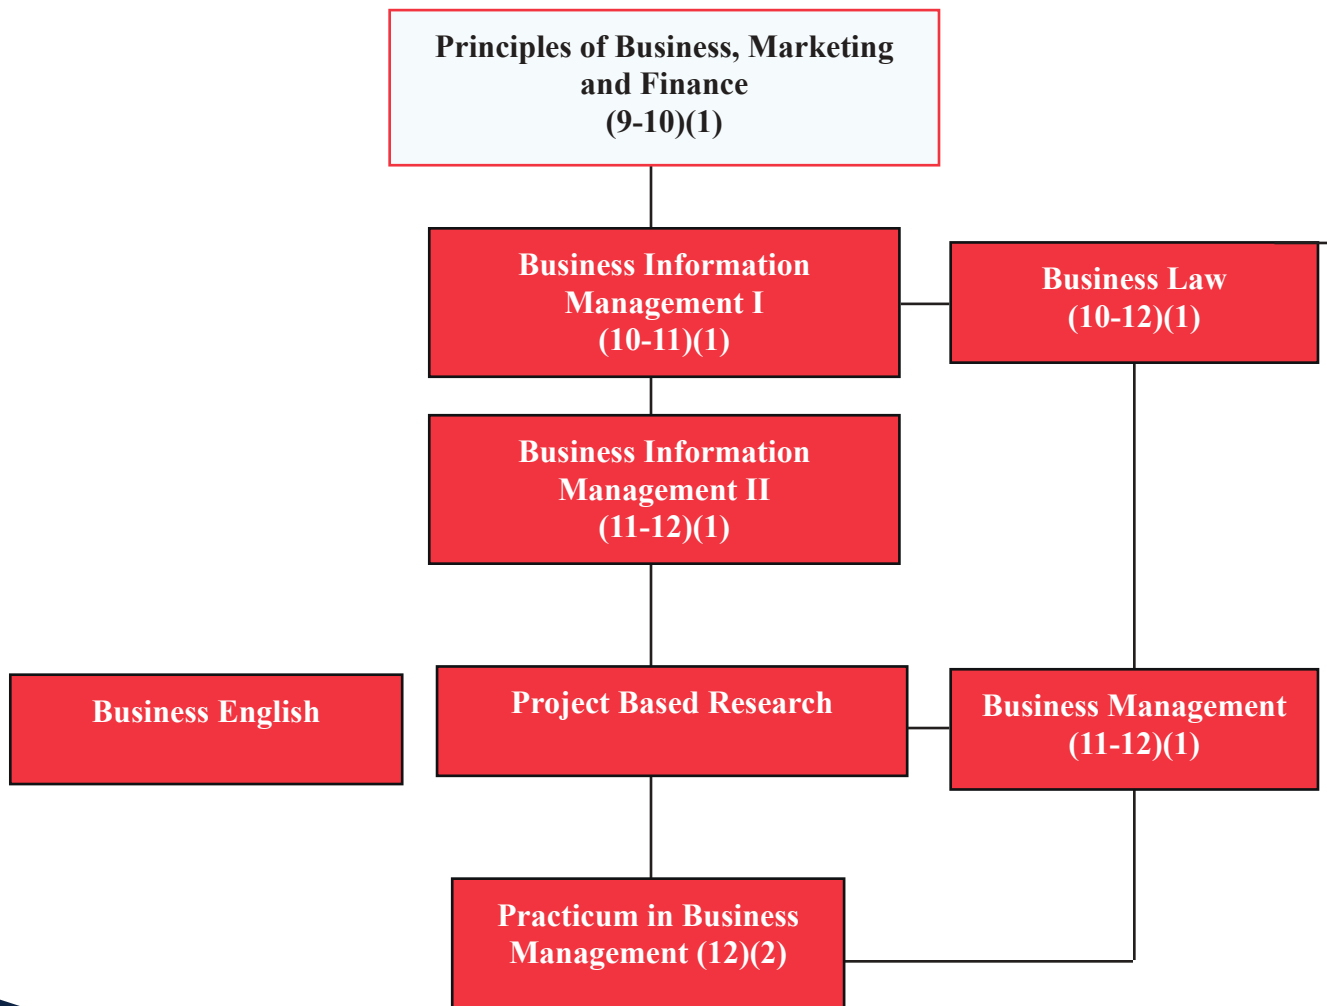 Principles of Business, Marketing
and Finance
(9-10)(1)
Business Information
Management I
(10-11)(1)
Business Law
(10-12)(1)
Business Information
Management II
(11-12)(1)
Business English
Project Based Research
Business Management
(11-12)(1)
Practicum in Business
Management (12)(2)